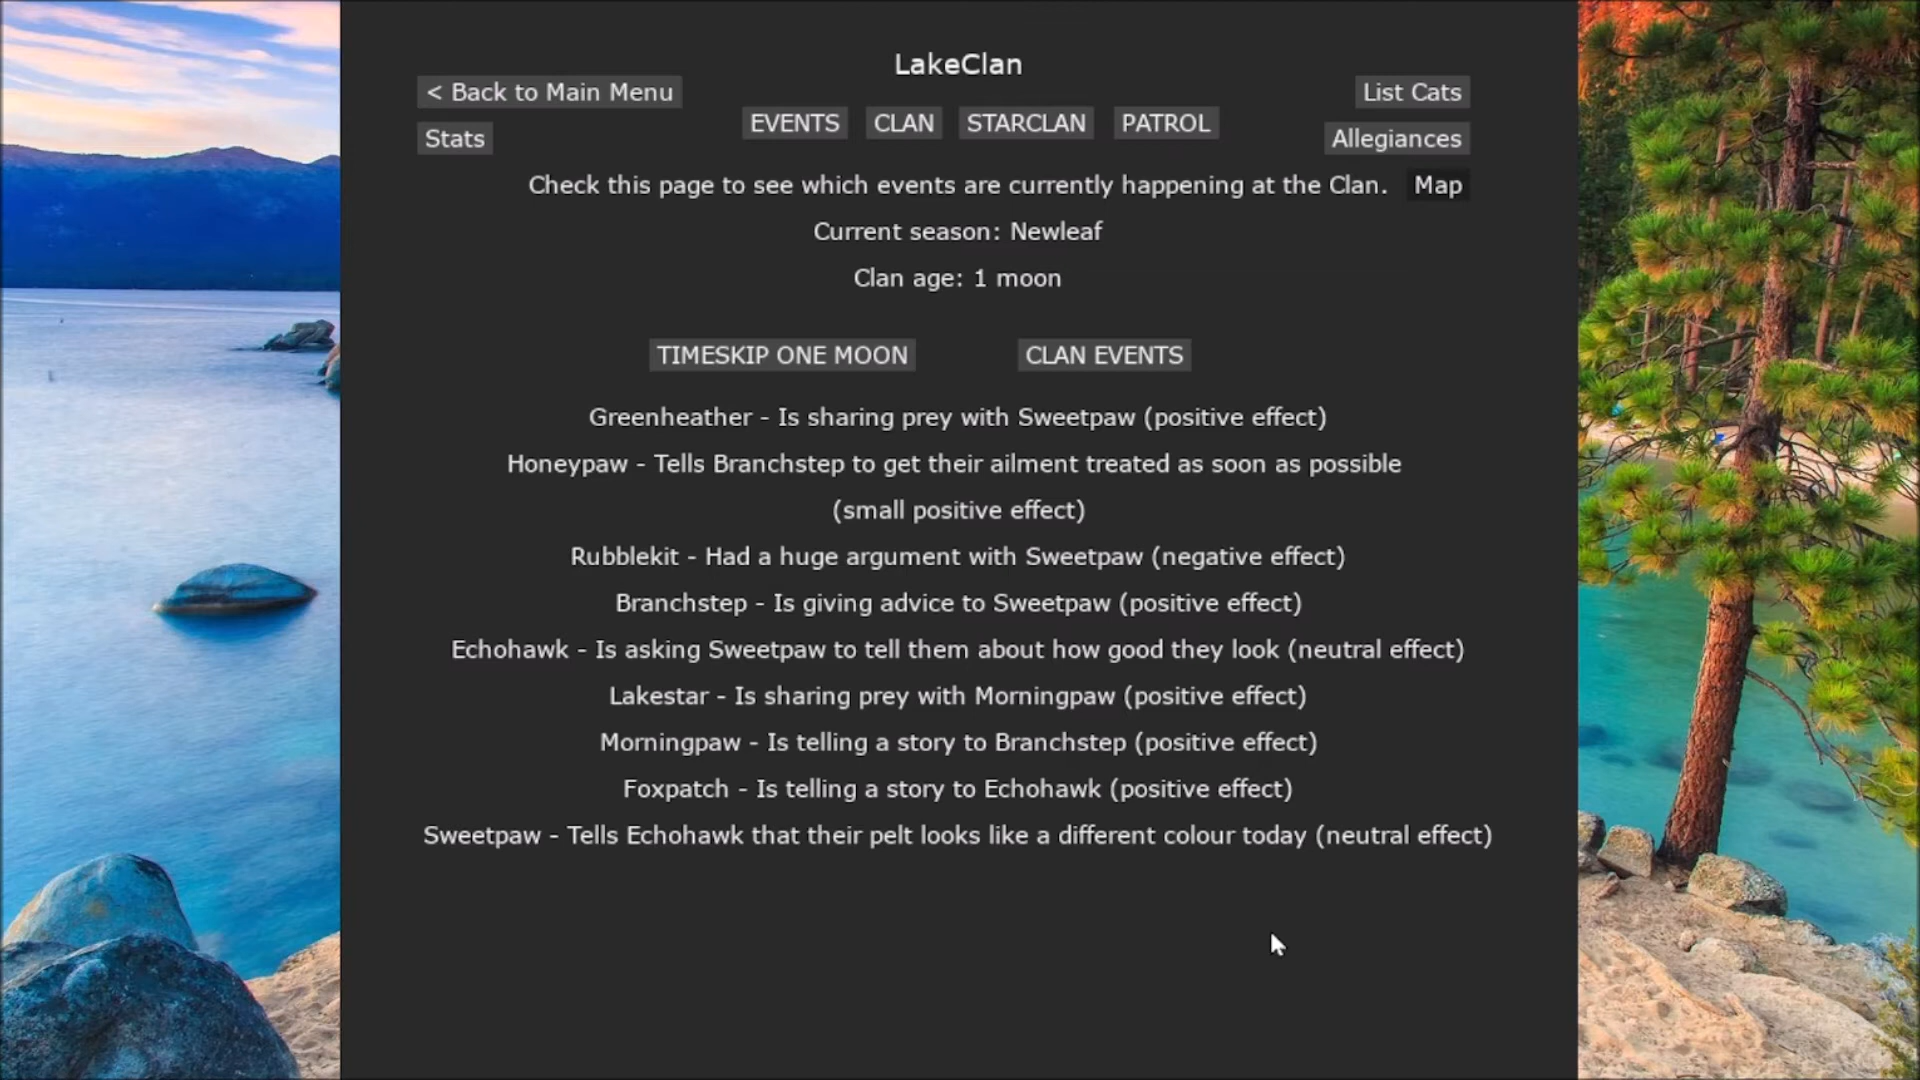 LakeClan
< Back to Main Menu
List Cats
EVENTS CLAN STARCLAN PATROL
Stats
Allegiances
Check this page to see which events are currently happening at the Clan. Map
Current season: Newleaf
Clan age: 1 moon
TIMESKIP ONE MOON CLAN EVENTS
Greenheather - Is sharing prey with Sweetpaw (positive effect)
Honeypaw - Tells Branchstep to get their ailment treated as soon as possible
(small positive effect)
Rubblekit - Had a huge argument with Sweetpaw (negative effect)
Branchstep - Is giving advice to Sweetpaw (positive effect)
Echohawk - Is asking Sweetpaw to tell them about how good they look (neutral effect)
Lakestar - Is sharing prey with Morningpaw (positive effect)
Morningpaw - Is telling a story to Branchstep (positive effect)
Foxpatch - Is telling a story to Echohawk (positive effect)
Sweetpaw - Tells Echohawk that their pelt looks like a different colour today (neutral effect)